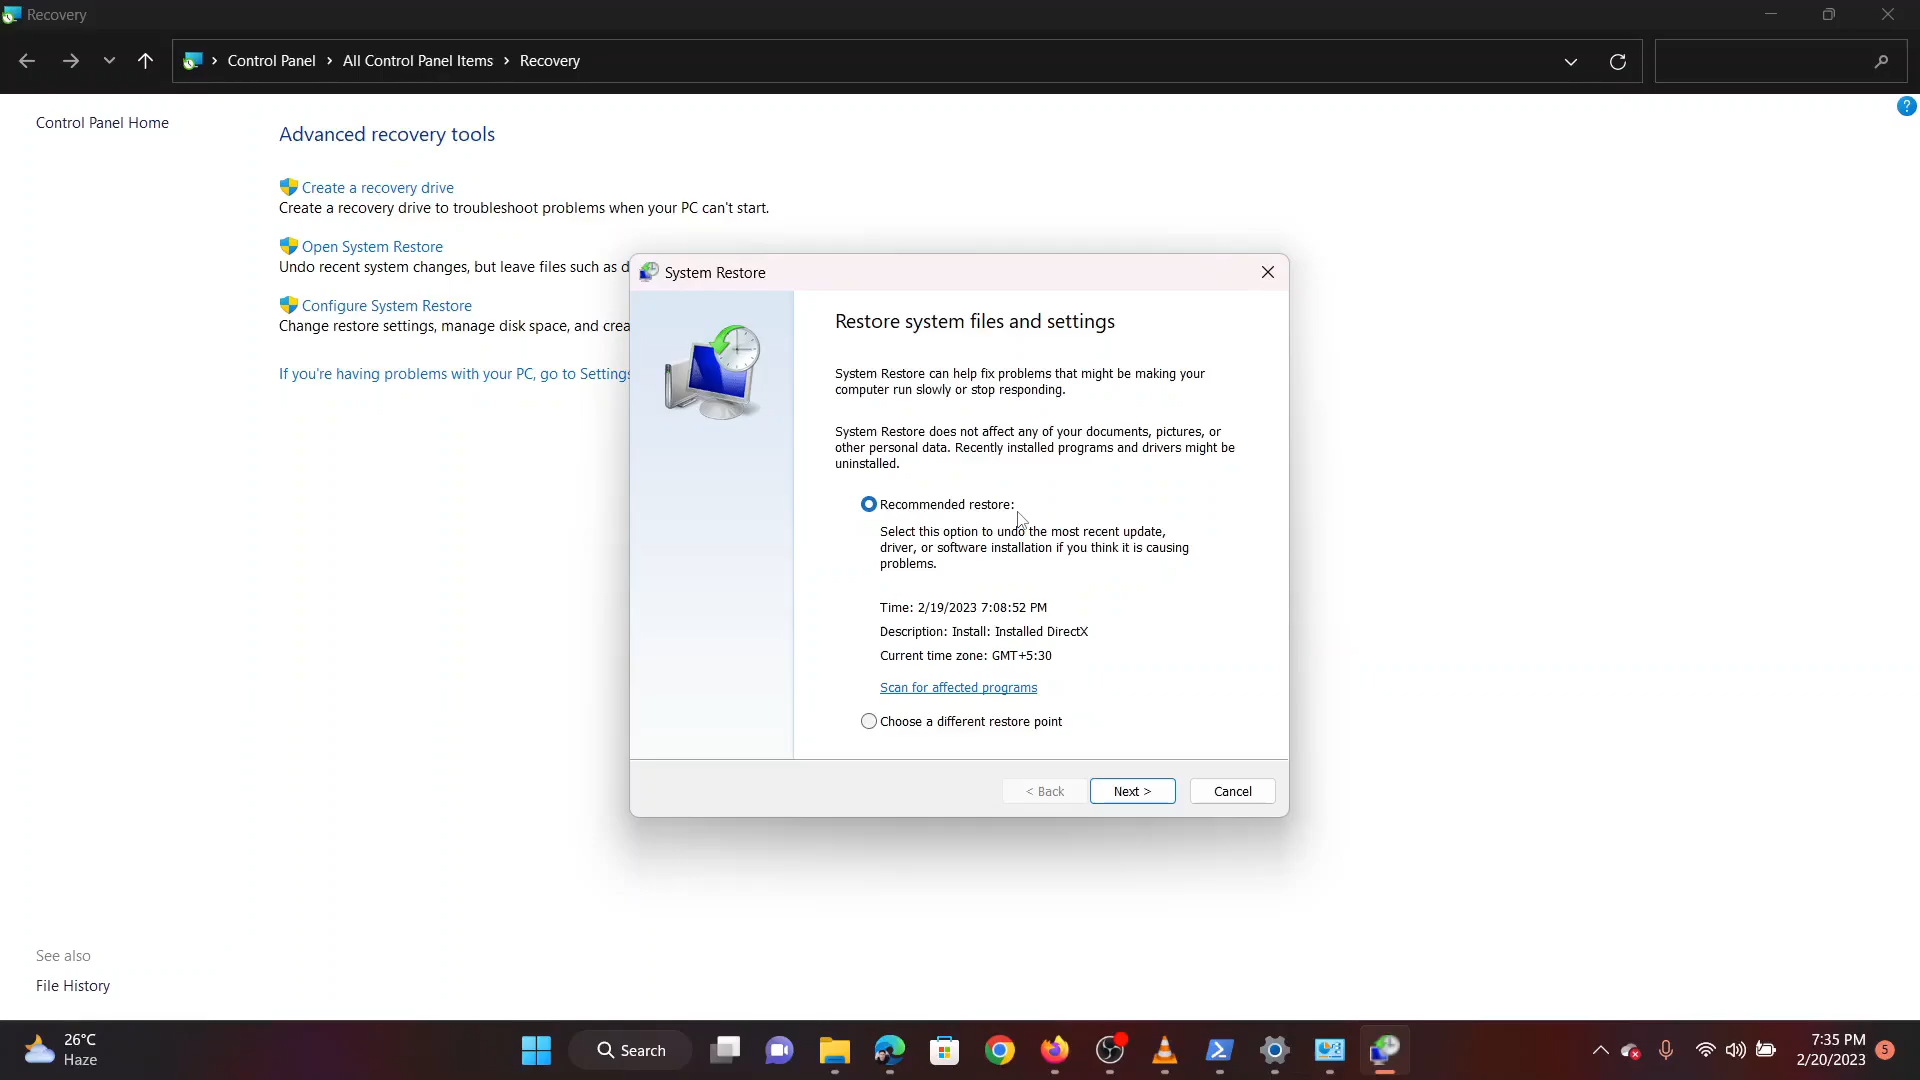 Recovery
Control Panel > All Control Panel Items > Recovery
Control Panel Home
Advanced recovery tools
Create a recovery drive
Create a recovery drive to troubleshoot problems when your PC can't start.
Open System Restore
Undo recent system changes, but leave files such as d
Configure System Restore
Change restore settings, manage disk space, and crea
If you're having problems with your PC, go to Settings
System Restore
Restore system files and settings
System Restore can help fix problems that might be making your
computer run slowly or stop responding.
System Restore does not affect any of your documents, pictures, or
other personal data. Recently installed programs and drivers might be
uninstalled.
Recommended restore:
Select this option to undo the most recent update,
driver, or software installation if you think it is causing
problems.
Time: 2/19/2023 7:08:52 PM
Description: Install: Installed DirectX
Current time zone: GMT+5:30
Scan for affected programs
Choose a different restore point
< Back
Next >
Cancel
See also
File History
26°C
Haze
Search
7:35 PM
2/20/2023
5